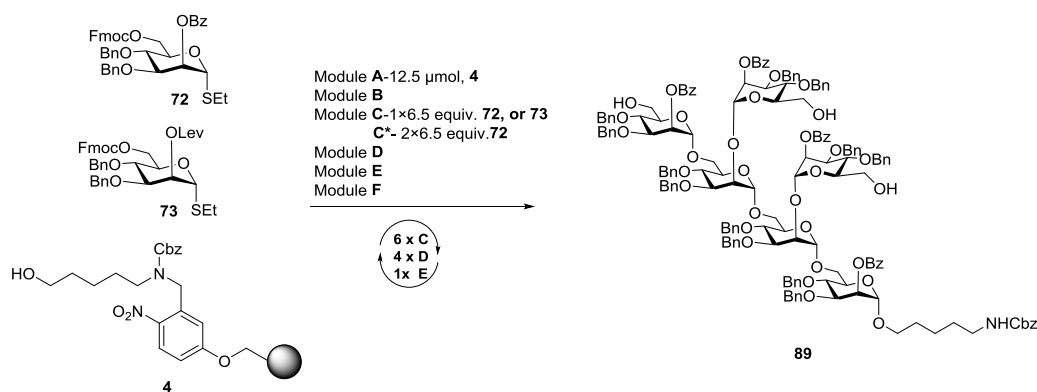 OBz
FmocO
BnO
BnO
O
SEt
72
OLev
FmocO
BnO
BnO
O
SEt
73
Cbz
HO
N
O₂N
O
4
Module A-12.5 µmol, 4
Module B
Module C-1×6.5 equiv. 72, or 73
C*- 2×6.5 equiv.72
Module D
Module E
Module F
6 x C
4 x D
1x E
OBz
OBn
OBn
O
OH
OBz
HO
O
BnO
BnO
O
O
OBz
OBn
OBn
O
OH
O
BnO
BnO
O
O
O
BnO
BnO
O
O
OBz
O
BnO
BnO
O
NHCbz
89